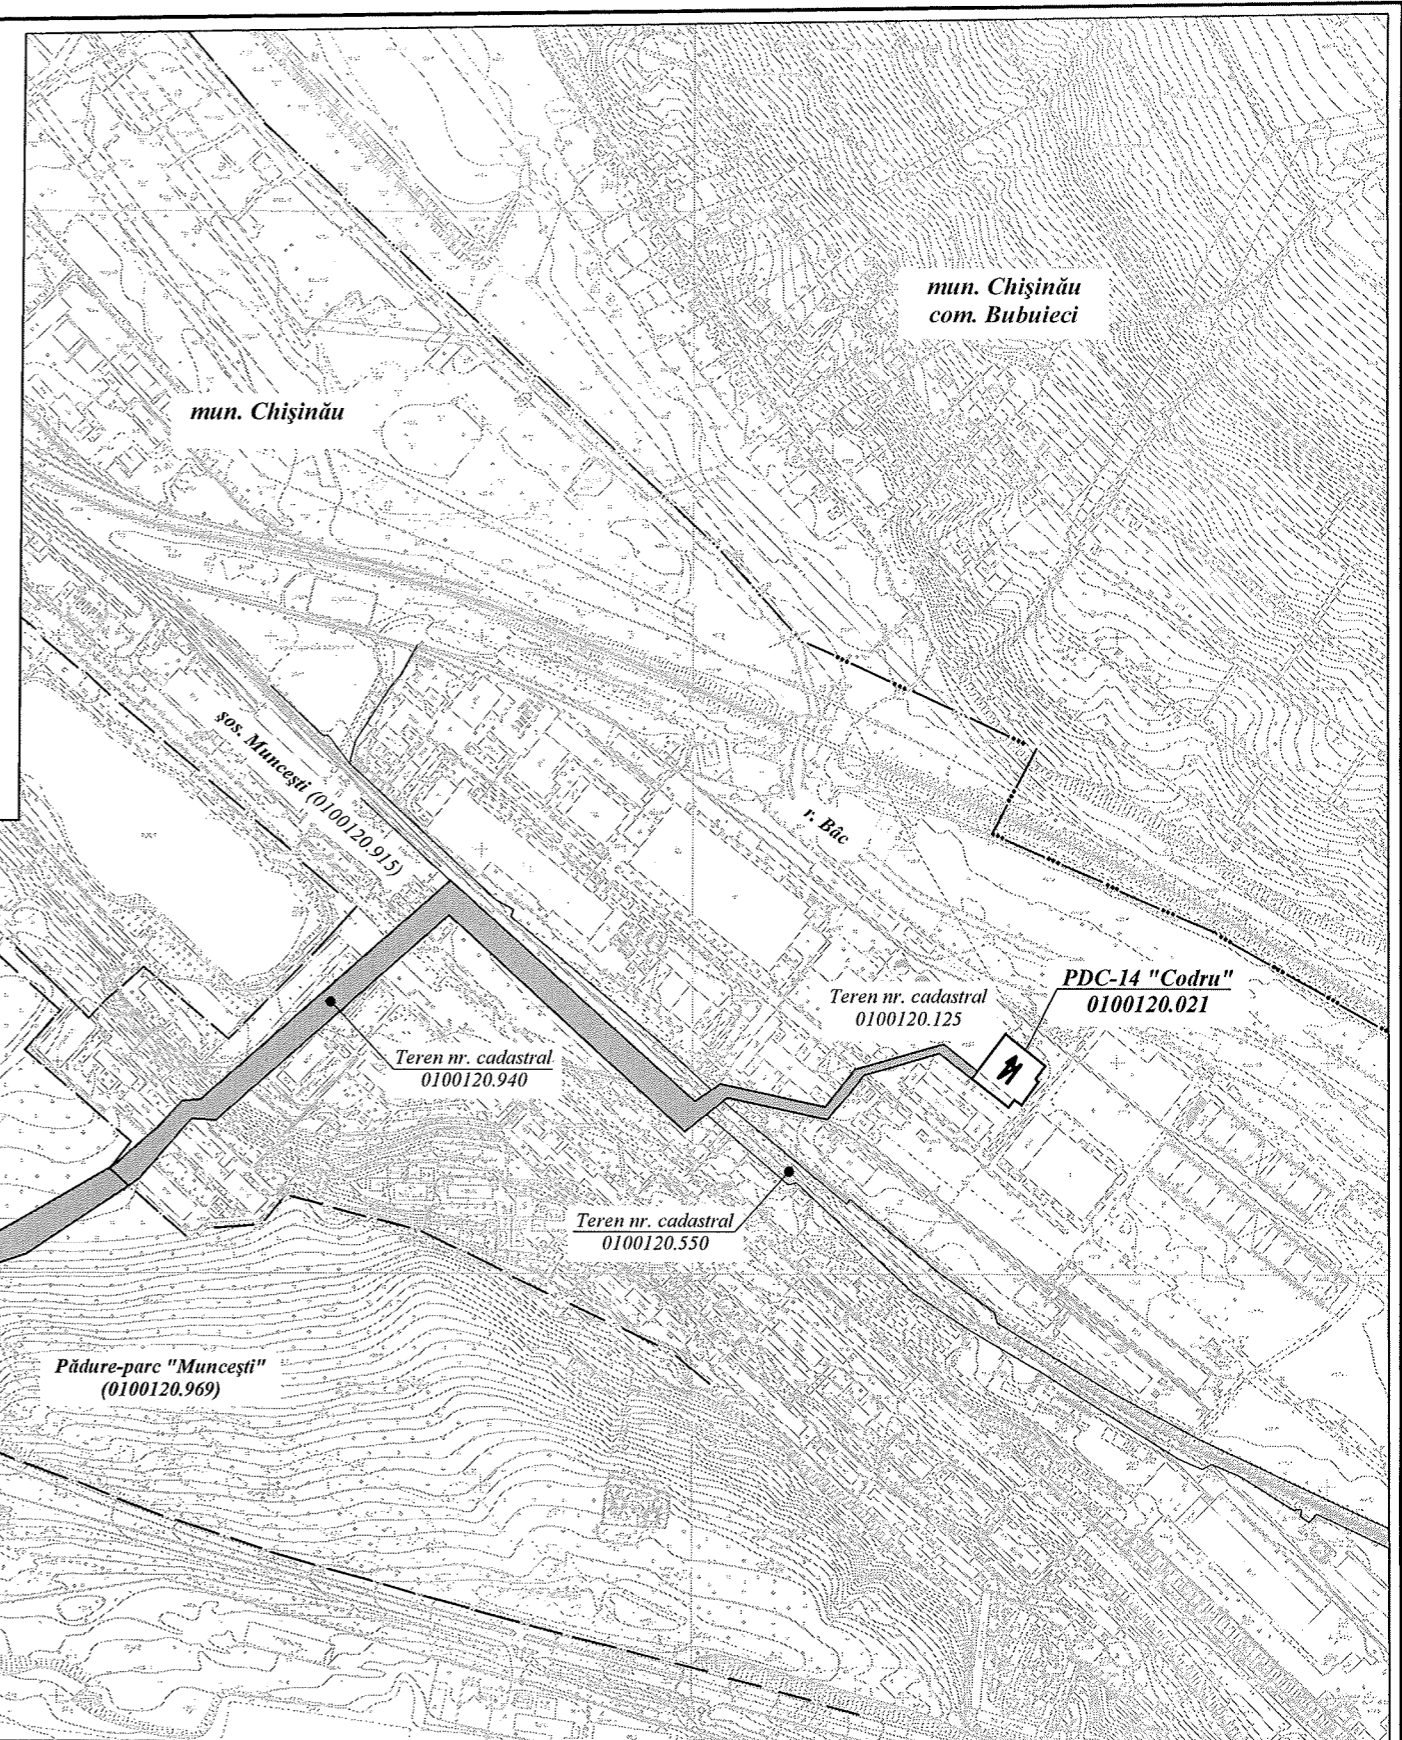 mun. Chişinău
com. Bubuieci
mun. Chişinău
şos. Munceşti (0100120.915)
r. Bâc
PDC-14 "Codru"
0100120.021
Teren nr. cadastral
0100120.125
Teren nr. cadastral
0100120.940
Teren nr. cadastral
0100120.550
Pădure-parc "Munceşti"
(0100120.969)